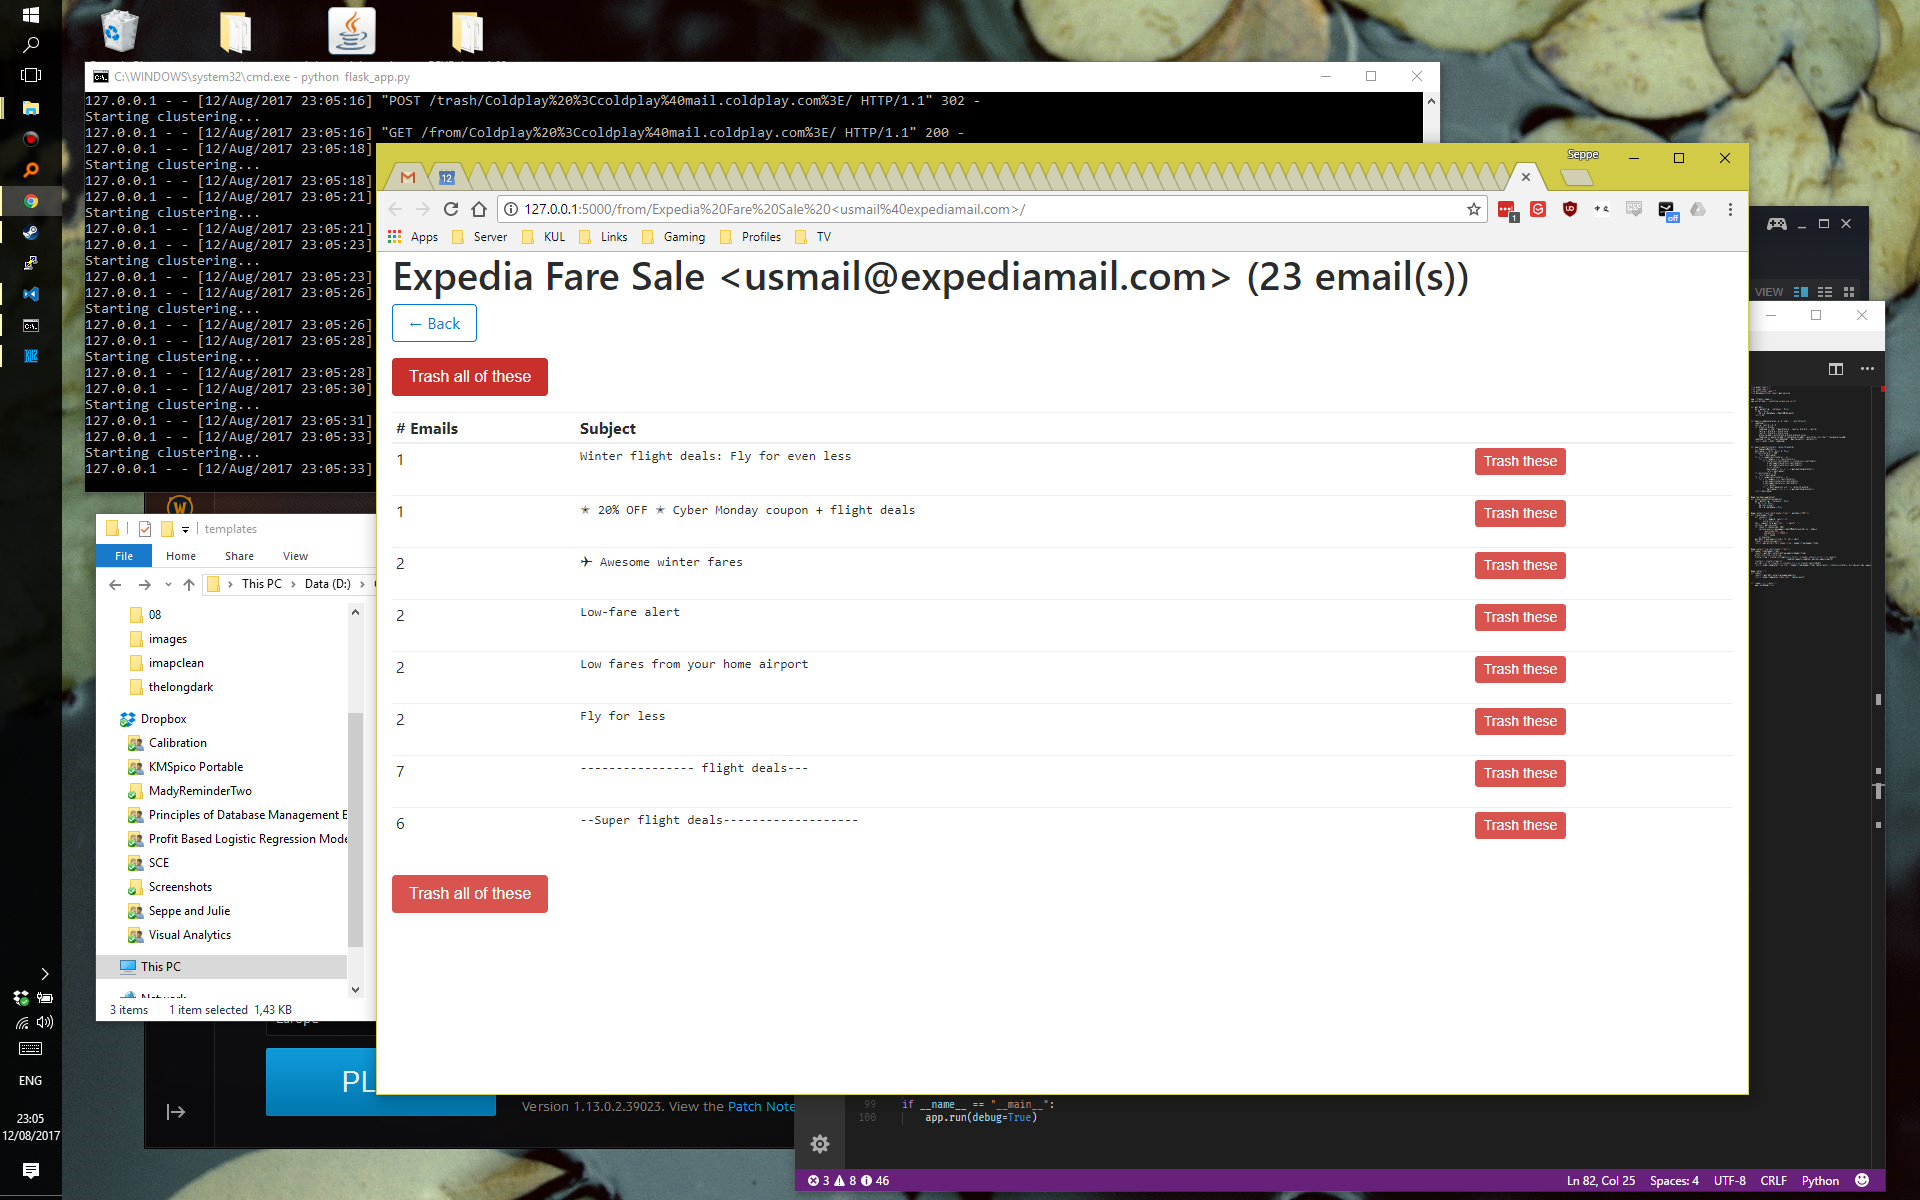 C:\WINDOWS\system32\cmd.exe - python  flask_app.py
127.0.0.1 - - [12/Aug/2017 23:05:16] "POST /trash/Coldplay%20%3Ccoldplay%40mail.coldplay.com%3E/ HTTP/1.1" 302 -
Starting clustering...
127.0.0.1 - - [12/Aug/2017 23:05:16] "GET /from/Coldplay%20%3Ccoldplay%40mail.coldplay.com%3E/ HTTP/1.1" 200 -
127.0.0.1 - - [12/Aug/2017 23:05:18]
Starting clustering...
127.0.0.1 - - [12/Aug/2017 23:05:18]
127.0.0.1 - - [12/Aug/2017 23:05:21]
Starting clustering...
127.0.0.1 - - [12/Aug/2017 23:05:21]
127.0.0.1 - - [12/Aug/2017 23:05:23]
Starting clustering...
127.0.0.1 - - [12/Aug/2017 23:05:23]
127.0.0.1 - - [12/Aug/2017 23:05:26]
Starting clustering...
127.0.0.1 - - [12/Aug/2017 23:05:26]
127.0.0.1 - - [12/Aug/2017 23:05:28]
Starting clustering...
127.0.0.1 - - [12/Aug/2017 23:05:28]
127.0.0.1 - - [12/Aug/2017 23:05:30]
Starting clustering...
127.0.0.1 - - [12/Aug/2017 23:05:31]
127.0.0.1 - - [12/Aug/2017 23:05:33]
Starting clustering...
127.0.0.1 - - [12/Aug/2017 23:05:33]
Seppe
12
127.0.0.1:5000/from/Expedia%20Fare%20Sale%20<usmail%40expediamail.com>/
1
off
Apps Server KUL Links Gaming Profiles TV
Expedia Fare Sale <usmail@expediamail.com> (23 email(s))
← Back
Trash all of these
# Emails Subject
1 Winter flight deals: Fly for even less Trash these
1 ✭ 20% OFF ✭ Cyber Monday coupon + flight deals Trash these
2 ✈ Awesome winter fares Trash these
2 Low-fare alert Trash these
2 Low fares from your home airport Trash these
2 Fly for less Trash these
7 ---------------- flight deals--- Trash these
6 --Super flight deals------------------- Trash these
Trash all of these
VIEW
templates
File Home Share View
This PC > Data (D:) >
08
images
imapclean
thelongdark
Dropbox
Calibration
KMSpico Portable
MadyReminderTwo
Principles of Database Management
Profit Based Logistic Regression Mode
SCE
Screenshots
Seppe and Julie
Visual Analytics
This PC
Network
3 items 1 item selected 1,43 KB
Europe
PL
Version 1.13.0.2.39023. View the Patch Note
99 if __name__ == "__main__":
100 app.run(debug=True)
3 8 46
Ln 82, Col 25 Spaces: 4 UTF-8 CRLF Python
ENG
23:05
12/08/2017